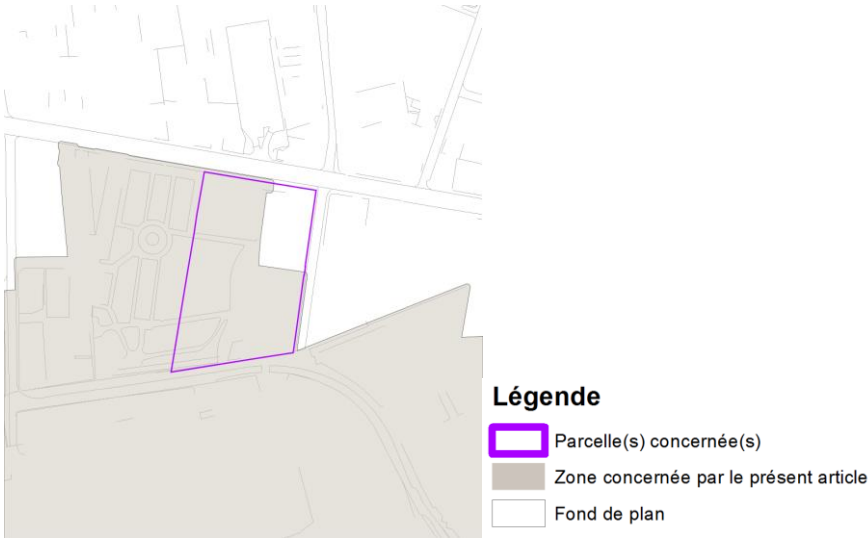 Légende
Parcelle(s) concernée(s)
Zone concernée par le présent article
Fond de plan